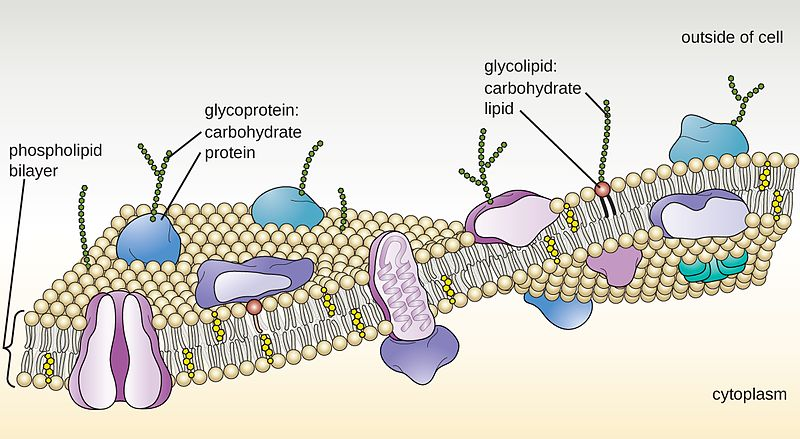 outside of cell
glycolipid:
carbohydrate
lipid
glycoprotein:
carbohydrate
protein
phospholipid
bilayer
cytoplasm